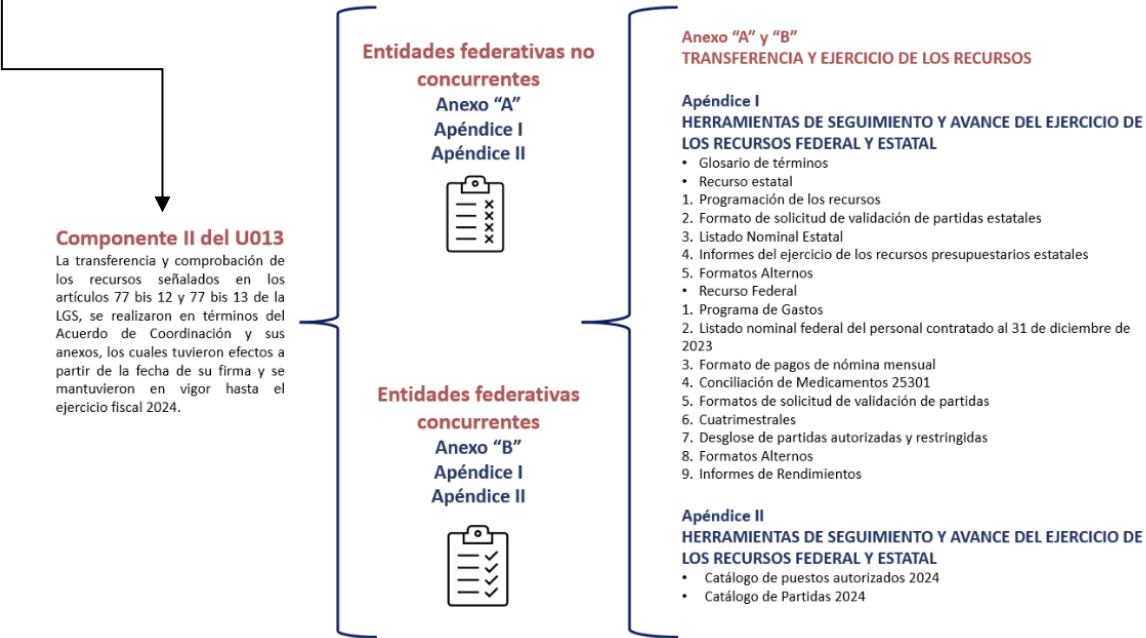 Componente II del U013
La transferencia y comprobación de
los recursos señalados en los
artículos 77 bis 12 y 77 bis 13 de la
LGS, se realizaron en términos del
Acuerdo de Coordinación y sus
anexos, los cuales tuvieron efectos a
partir de la fecha de su firma y se
mantuvieron en vigor hasta el
ejercicio fiscal 2024.
Entidades federativas no
concurrentes
Anexo “A”
Apéndice I
Apéndice II
Entidades federativas
concurrentes
Anexo “B”
Apéndice I
Apéndice II
Anexo “A” y “B”
TRANSFERENCIA Y EJERCICIO DE LOS RECURSOS
Apéndice I
HERRAMIENTAS DE SEGUIMIENTO Y AVANCE DEL EJERCICIO DE
LOS RECURSOS FEDERAL Y ESTATAL
• Glosario de términos
• Recurso estatal
1. Programación de los recursos
2. Formato de solicitud de validación de partidas estatales
3. Listado Nominal Estatal
4. Informes del ejercicio de los recursos presupuestarios estatales
5. Formatos Alternos
• Recurso Federal
1. Programa de Gastos
2. Listado nominal federal del personal contratado al 31 de diciembre de
2023
3. Formato de pagos de nómina mensual
4. Conciliación de Medicamentos 25301
5. Formatos de solicitud de validación de partidas
6. Cuatrimestrales
7. Desglose de partidas autorizadas y restringidas
8. Formatos Alternos
9. Informes de Rendimientos
Apéndice II
HERRAMIENTAS DE SEGUIMIENTO Y AVANCE DEL EJERCICIO DE
LOS RECURSOS FEDERAL Y ESTATAL
• Catálogo de puestos autorizados 2024
• Catálogo de Partidas 2024